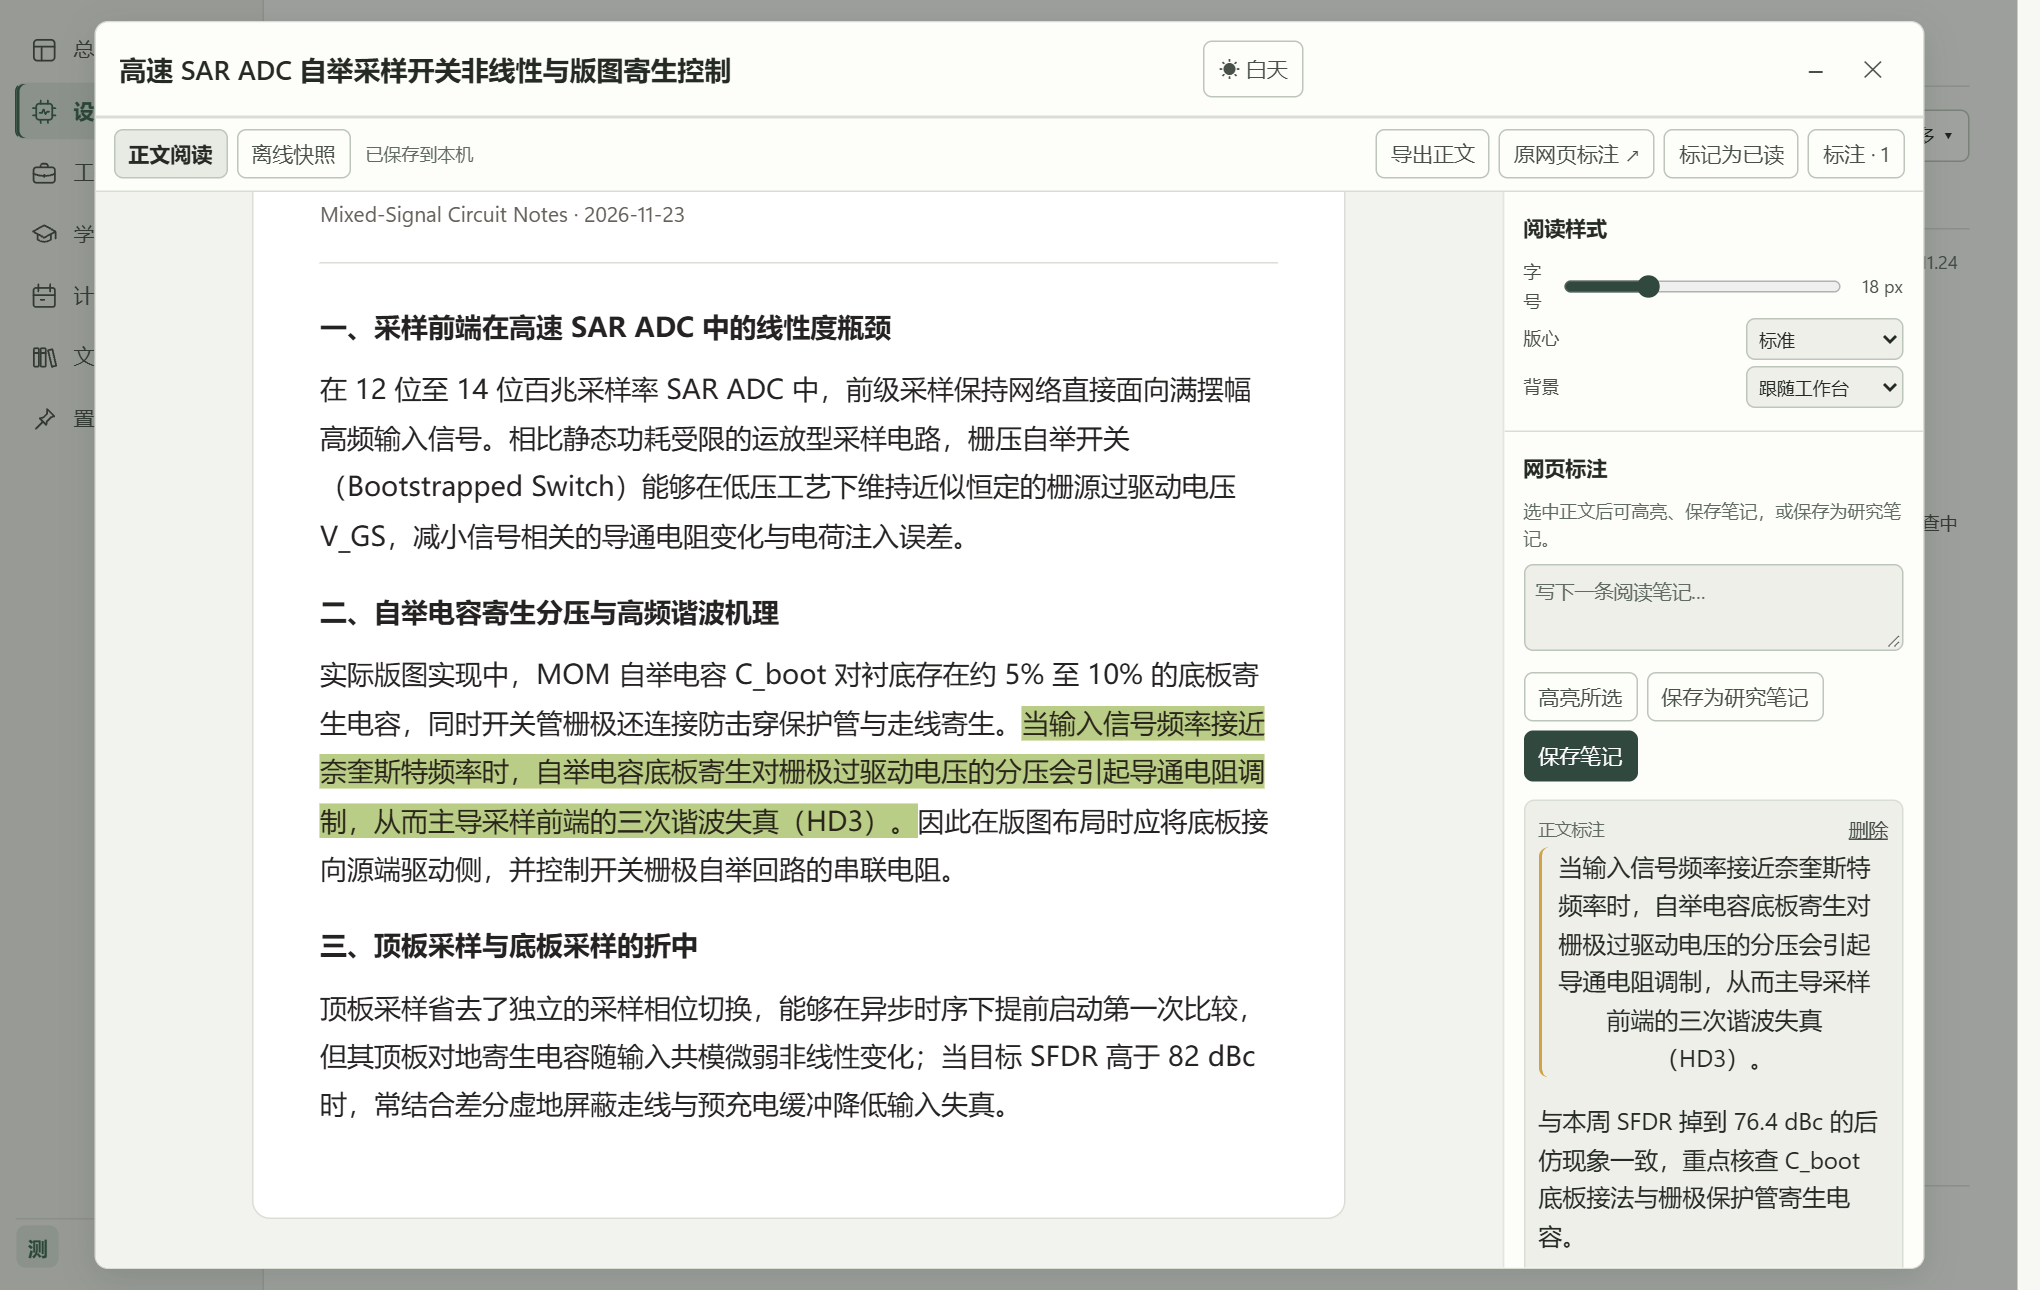 总
设
工
学
计
文
置
测
高速 SAR ADC 自举采样开关非线性与版图寄生控制
白天
正文阅读
离线快照
已保存到本机
导出正文
原网页标注 ↗
标记为已读
标注 · 1
Mixed-Signal Circuit Notes · 2026-11-23
一、采样前端在高速 SAR ADC 中的线性度瓶颈
在 12 位至 14 位百兆采样率 SAR ADC 中，前级采样保持网络直接面向满摆幅
高频输入信号。相比静态功耗受限的运放型采样电路，栅压自举开关
（Bootstrapped Switch）能够在低压工艺下维持近似恒定的栅源过驱动电压
V_GS，减小信号相关的导通电阻变化与电荷注入误差。
二、自举电容寄生分压与高频谐波机理
实际版图实现中，MOM 自举电容 C_boot 对衬底存在约 5% 至 10% 的底板寄
生电容，同时开关管栅极还连接防击穿保护管与走线寄生。当输入信号频率接近
奈奎斯特频率时，自举电容底板寄生对栅极过驱动电压的分压会引起导通电阻调
制，从而主导采样前端的三次谐波失真（HD3）。因此在版图布局时应将底板接
向源端驱动侧，并控制开关栅极自举回路的串联电阻。
三、顶板采样与底板采样的折中
顶板采样省去了独立的采样相位切换，能够在异步时序下提前启动第一次比较，
但其顶板对地寄生电容随输入共模微弱非线性变化；当目标 SFDR 高于 82 dBc
时，常结合差分虚地屏蔽走线与预充电缓冲降低输入失真。
阅读样式
字
号
18 px
版心
标准
背景
跟随工作台
网页标注
选中正文后可高亮、保存笔记，或保存为研究笔
记。
写下一条阅读笔记...
高亮所选
保存为研究笔记
保存笔记
正文标注
删除
当输入信号频率接近奈奎斯特
频率时，自举电容底板寄生对
栅极过驱动电压的分压会引起
导通电阻调制，从而主导采样
前端的三次谐波失真
（HD3）。
与本周 SFDR 掉到 76.4 dBc 的后
仿现象一致，重点核查 C_boot
底板接法与栅极保护管寄生电
容。
1.24
查中